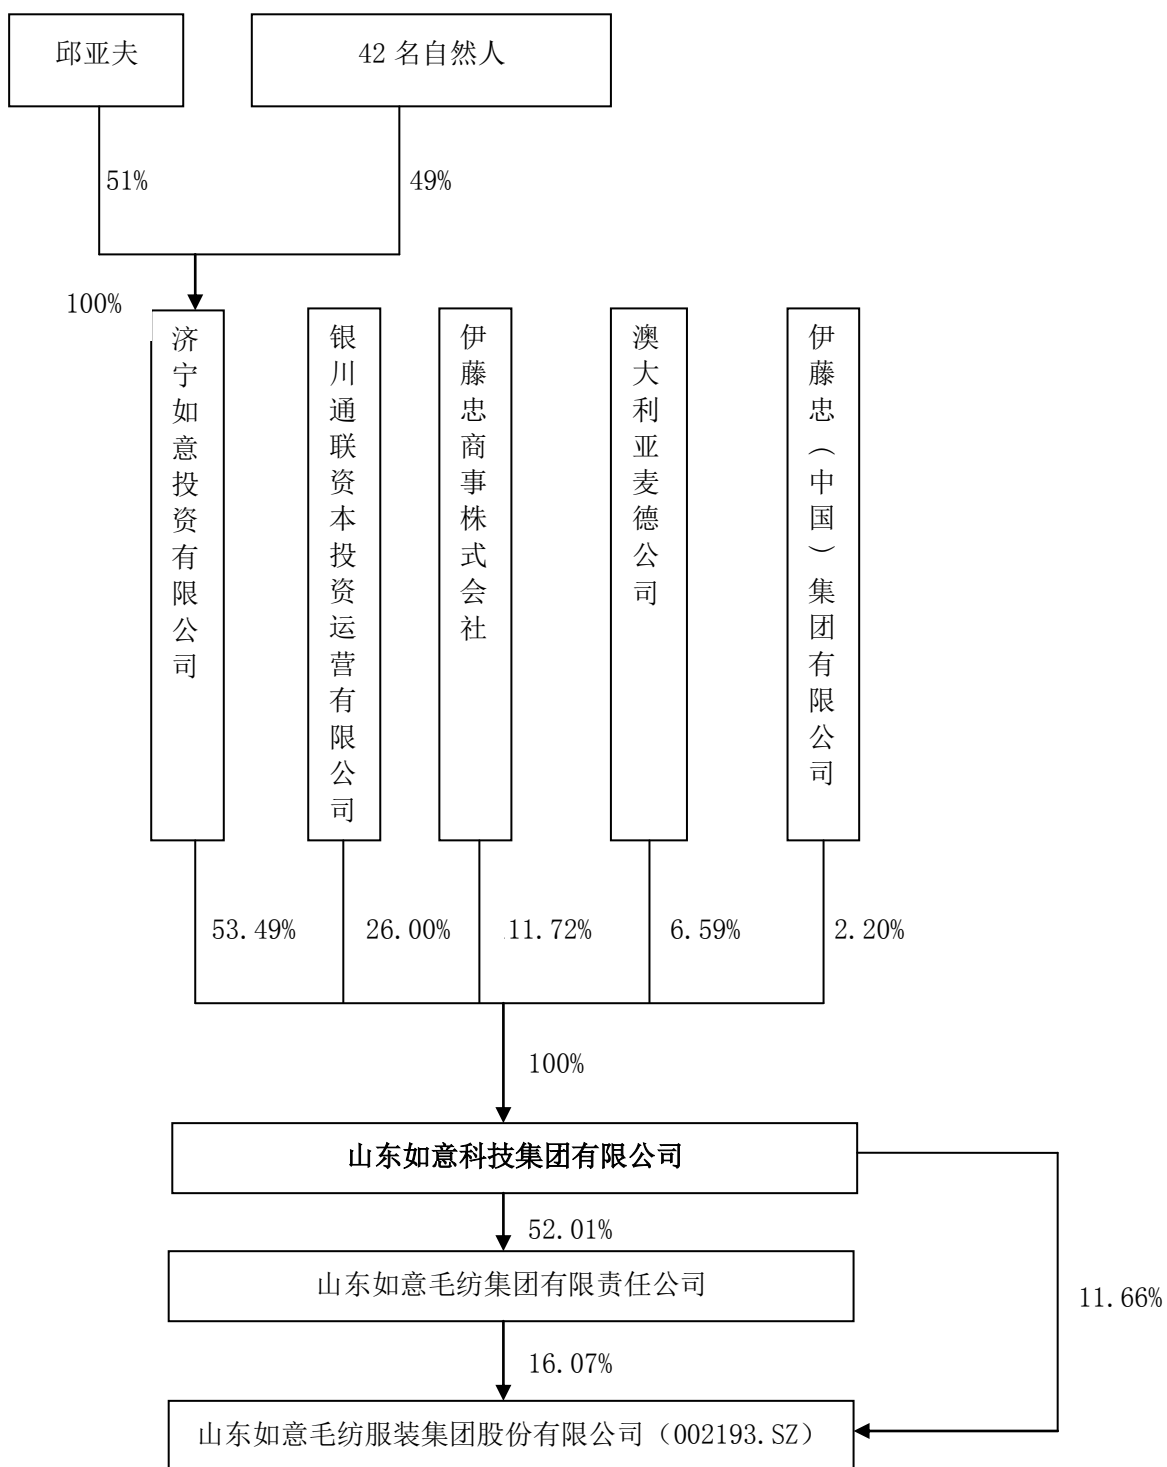 邱亚夫
42 名自然人
51%
49%
100%
济宁如意投资有限公司
银川通联资本投资运营有限公司
伊藤忠商事株式会社
澳大利亚麦德公司
伊藤忠（中国）集团有限公司
53.49%
26.00%
11.72%
6.59%
2.20%
100%
山东如意科技集团有限公司
52.01%
山东如意毛纺集团有限责任公司
11.66%
16.07%
山东如意毛纺服装集团股份有限公司（002193.SZ）